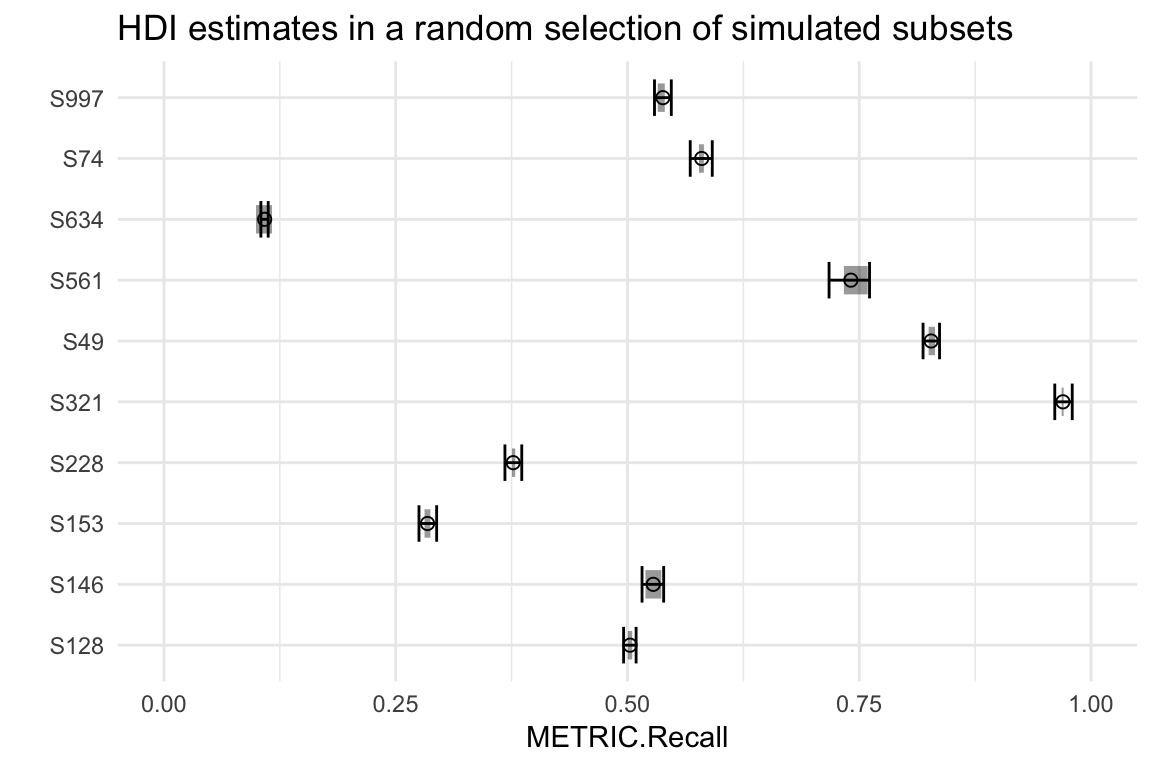 HDI estimates in a random selection of simulated subsets
S997
S74
S634
S561
S49
S321
S228
S153
S146
S128
0.00 0.25 0.50 0.75 1.00
METRIC.Recall